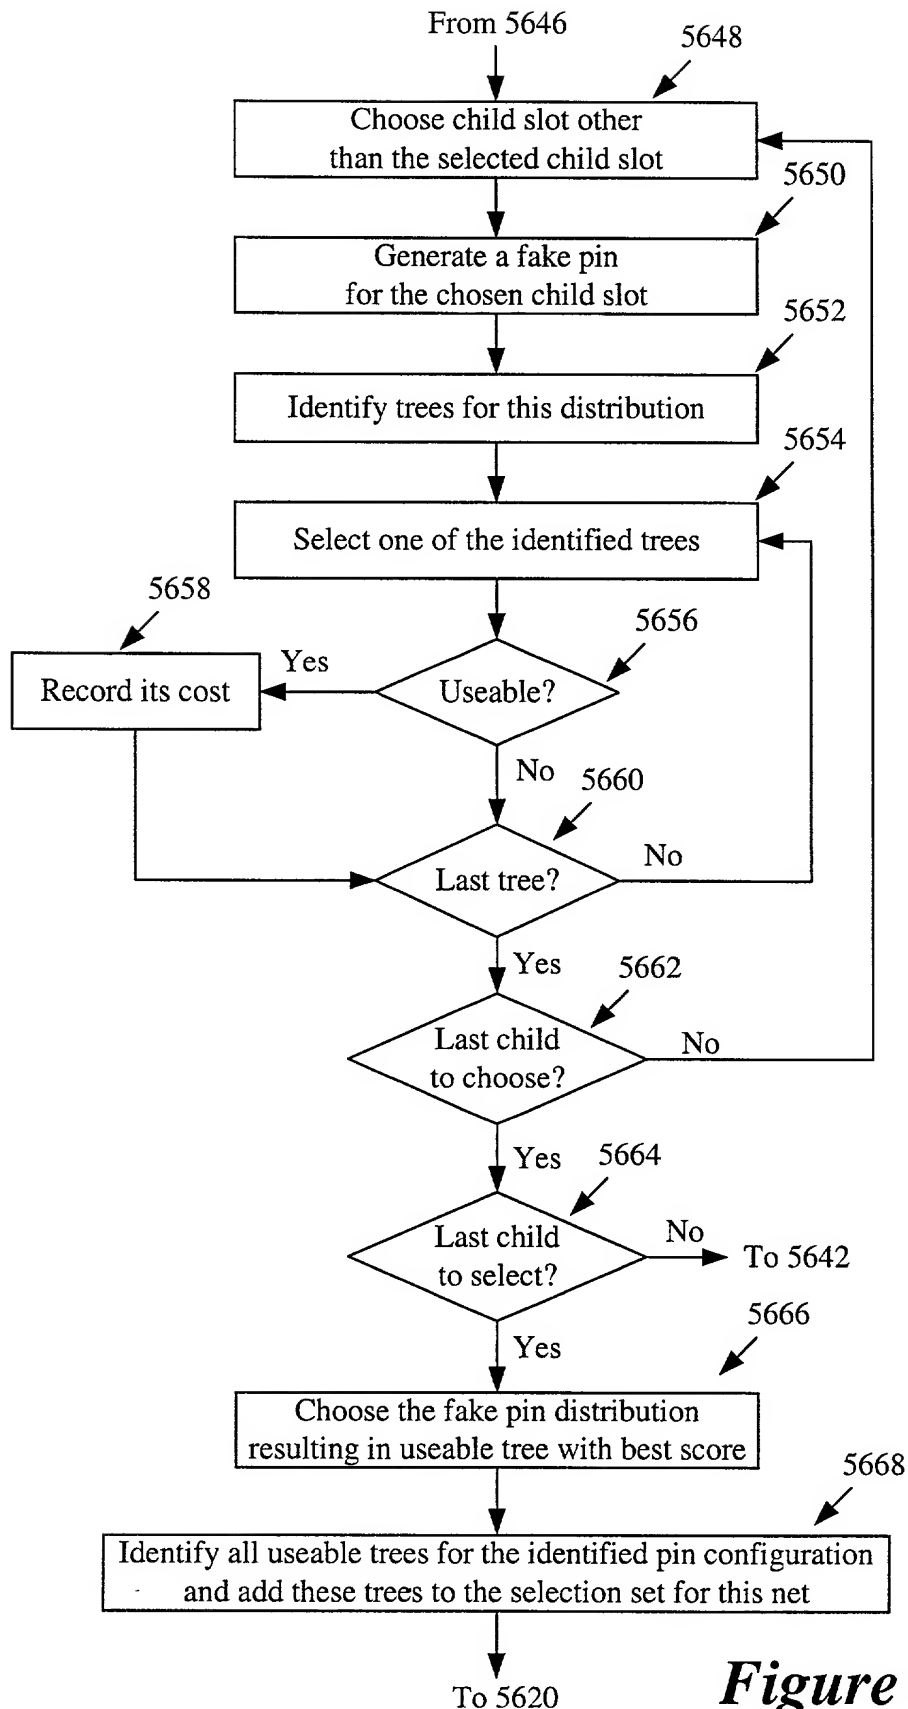 From 5646
5648
Choose child slot other
than the selected child slot
5650
Generate a fake pin
for the chosen child slot
5652
Identify trees for this distribution
5654
Select one of the identified trees
5658
5656
Yes
Record its cost
Useable?
No
5660
Last tree?
No
Yes
5662
Last child
to choose?
No
Yes
5664
Last child
to select?
No
To 5642
5666
Yes
Choose the fake pin distribution
resulting in useable tree with best score
5668
Identify all useable trees for the identified pin configuration
and add these trees to the selection set for this net
To 5620
Figure